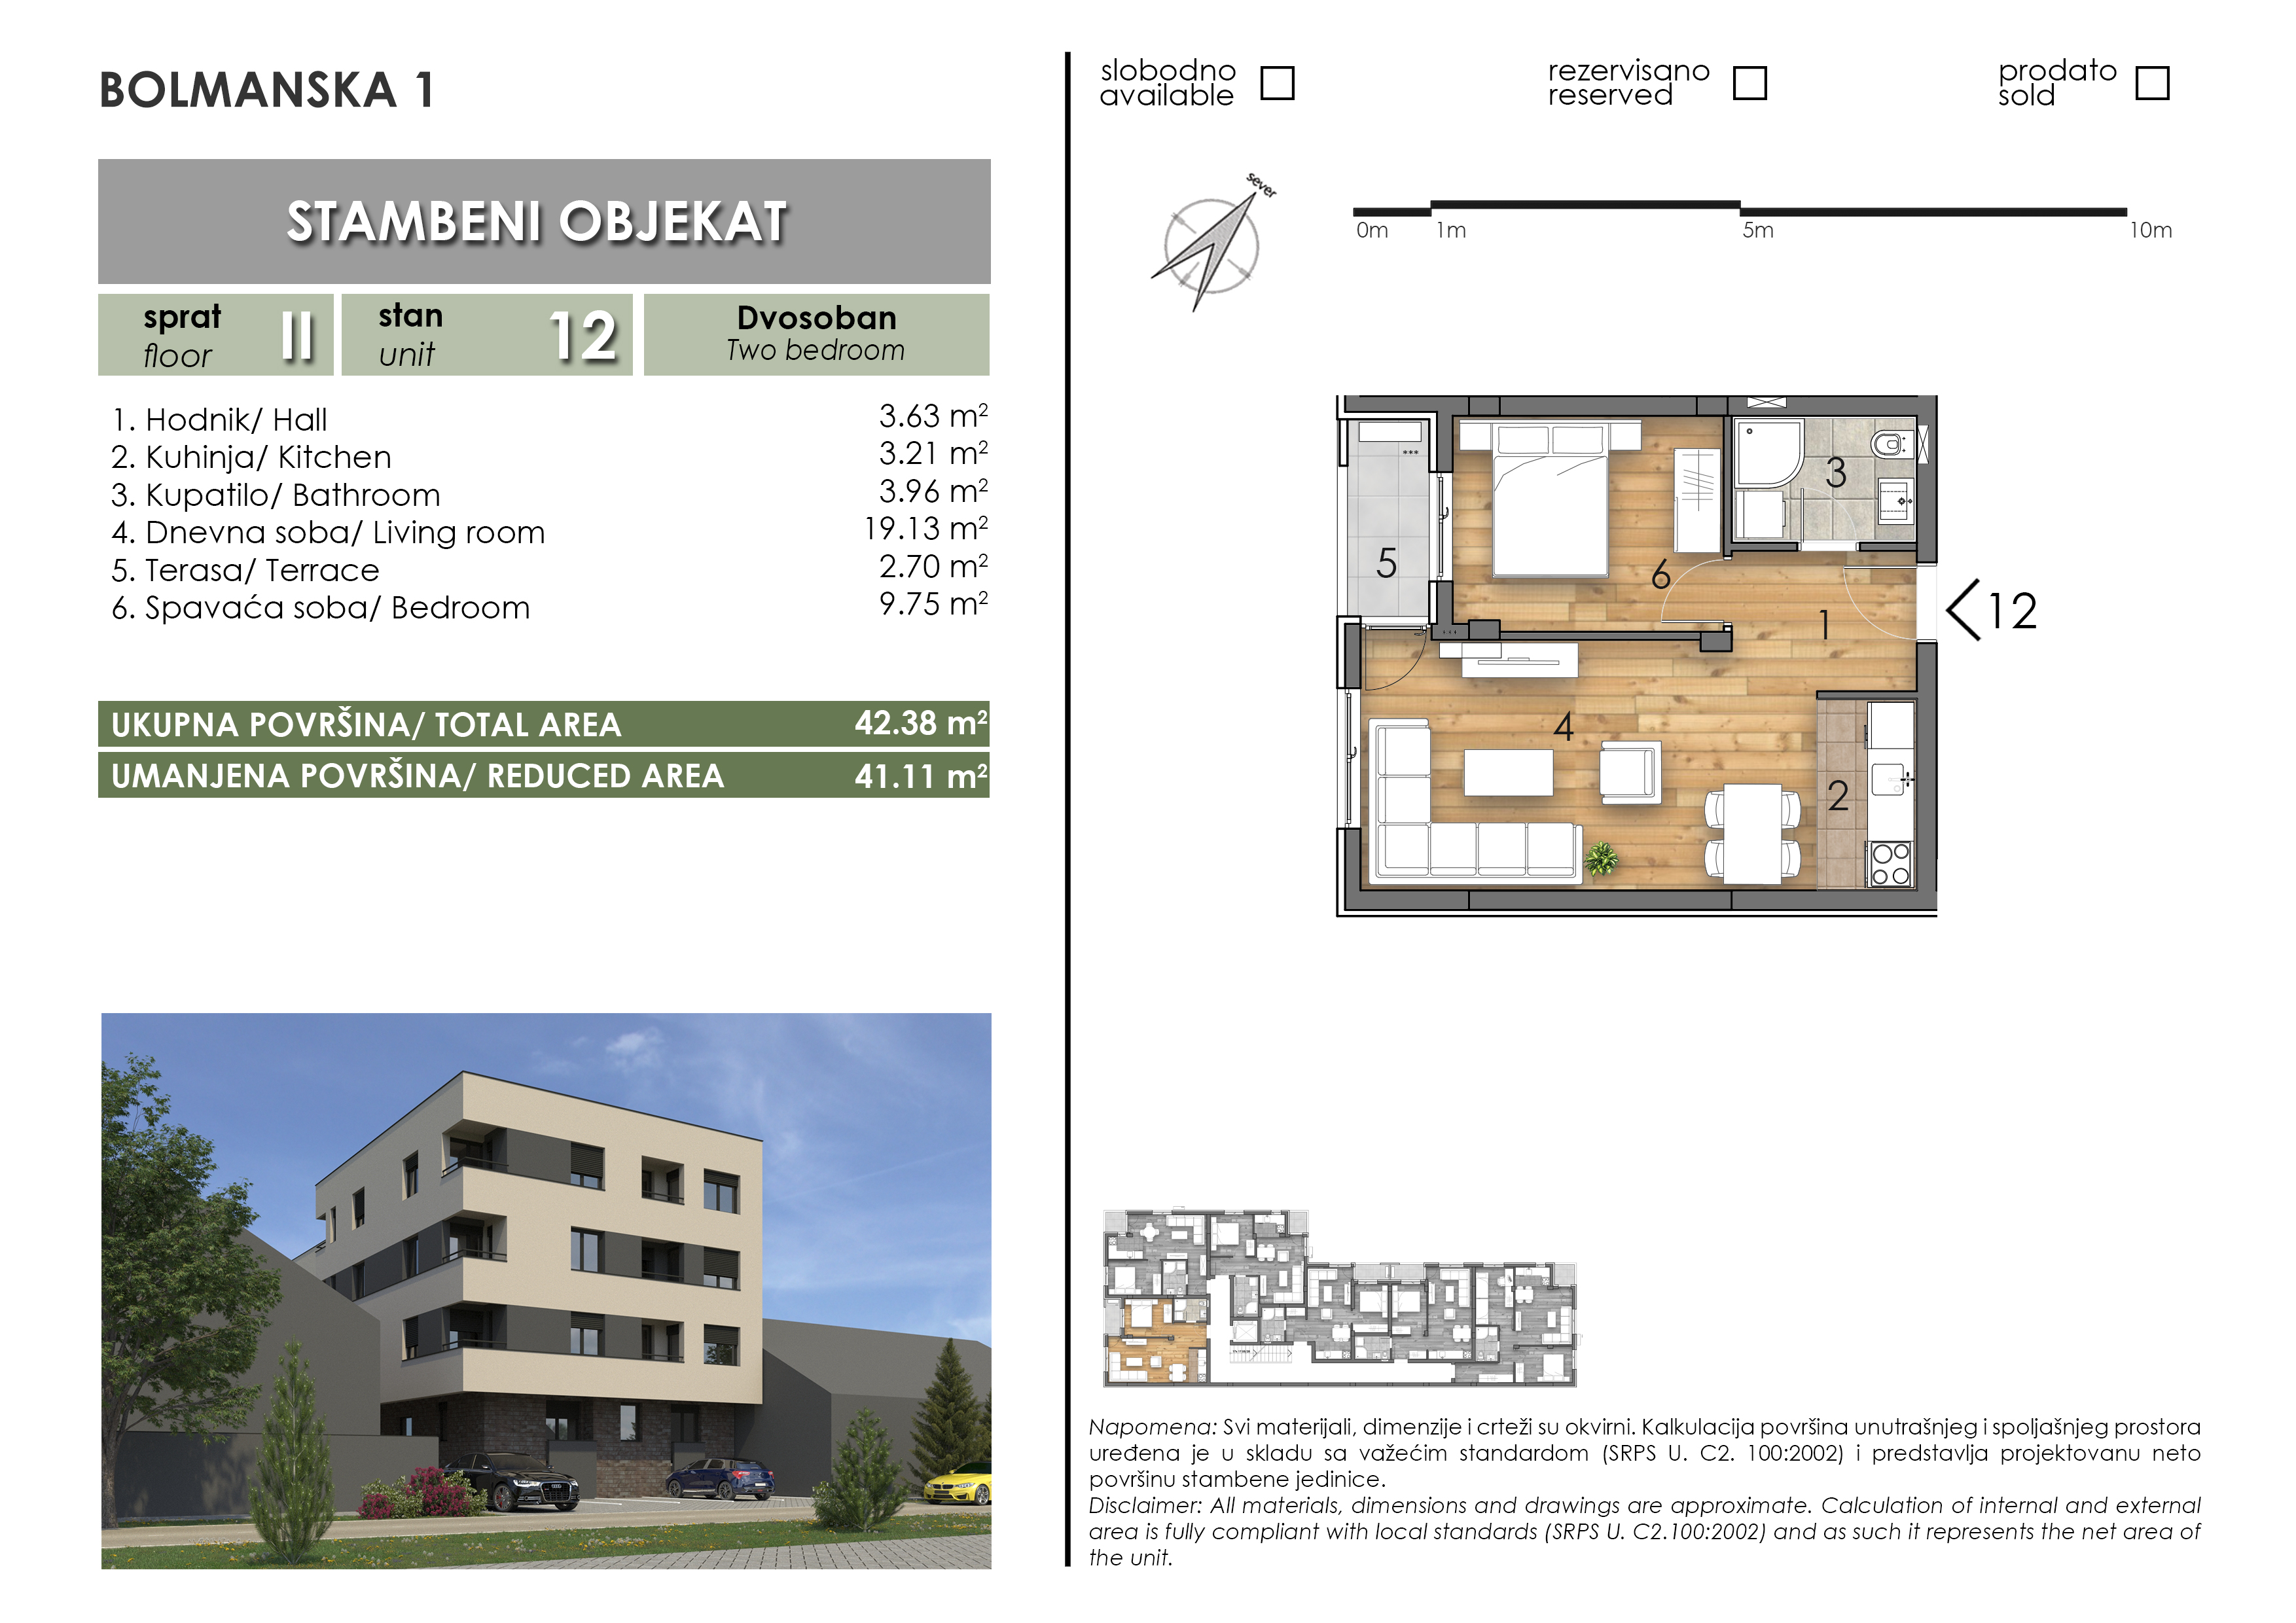 BOLMANSKA 1
STAMBENI OBJEKAT
sprat
floor
II
stan
unit
12
Dvosoban
Two bedroom
1. Hodnik/ Hall 3.63 m²
2. Kuhinja/ Kitchen 3.21 m²
3. Kupatilo/ Bathroom 3.96 m²
4. Dnevna soba/ Living room 19.13 m²
5. Terasa/ Terrace 2.70 m²
6. Spavaća soba/ Bedroom 9.75 m²
UKUPNA POVRŠINA/ TOTAL AREA 42.38 m²
UMANJENA POVRŠINA/ REDUCED AREA 41.11 m²
slobodno
available
rezervisano
reserved
prodato
sold
sever
0m 1m 5m 10m
3
5
6
1
12
4
2
Napomena: Svi materijali, dimenzije i crteži su okvirni. Kalkulacija površina unutrašnjeg i spoljašnjeg prostora
uređena je u skladu sa važećim standardom (SRPS U. C2. 100:2002) i predstavlja projektovanu neto
površinu stambene jedinice.
Disclaimer: All materials, dimensions and drawings are approximate. Calculation of internal and external
area is fully compliant with local standards (SRPS U. C2.100:2002) and as such it represents the net area of
the unit.